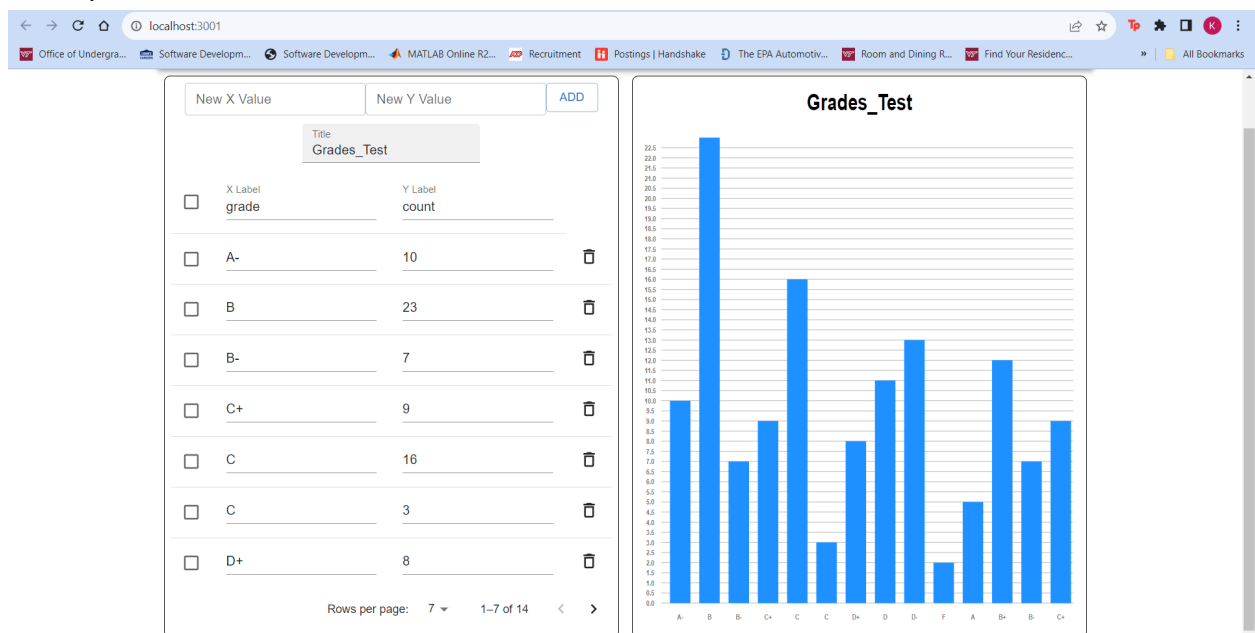 localhost:3001
Tp K
Office of Undergra... Software Developm... Software Developm... MATLAB Online R2... Recruitment Postings | Handshake The EPA Automotiv... Room and Dining R... Find Your Residenc... » All Bookmarks
New X Value New Y Value ADD
Title
Grades_Test
X Label Y Label
grade count
A- 10
B 23
B- 7
C+ 9
C 16
C 3
D+ 8
Rows per page: 7 1–7 of 14
Grades_Test
22.5
22.0
21.5
21.0
20.5
20.0
19.5
19.0
18.5
18.0
17.5
17.0
16.5
16.0
15.5
15.0
14.5
14.0
13.5
13.0
12.5
12.0
11.5
11.0
10.5
10.0
9.5
9.0
8.5
8.0
7.5
7.0
6.5
6.0
5.5
5.0
4.5
4.0
3.5
3.0
2.5
2.0
1.5
1.0
0.5
0.0
A- B B- C+ C C D+ D D- F A B+ B- C+